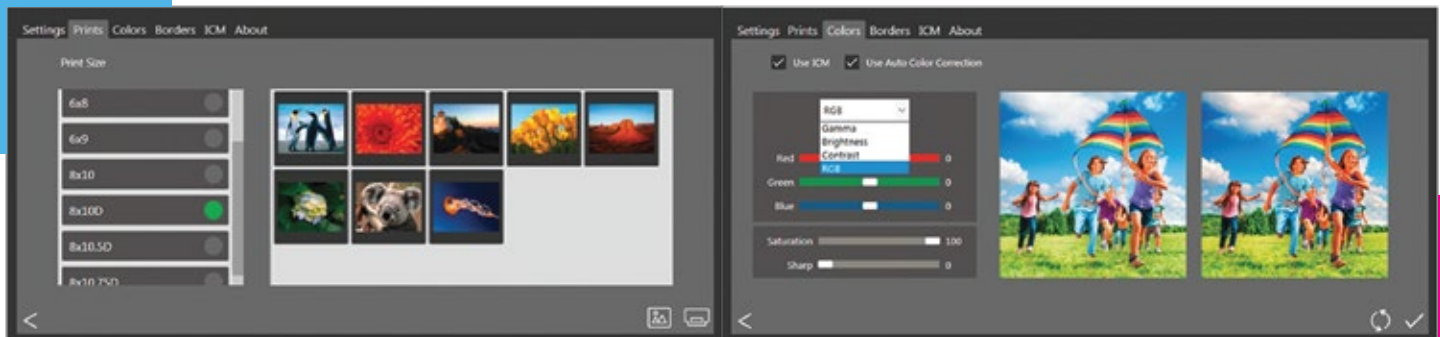 Settings Prints Colors Borders ICM About
Print Size
6x8
6x9
8x10
8x10D
8x10.5D
8x10.75D
Settings Prints Colors Borders ICM About
Use ICM Use Auto Color Correction
RGB
Gamma
Brightness
Contrast
RGB
Red 0
Green 0
Blue 0
Saturation 100
Sharp 0